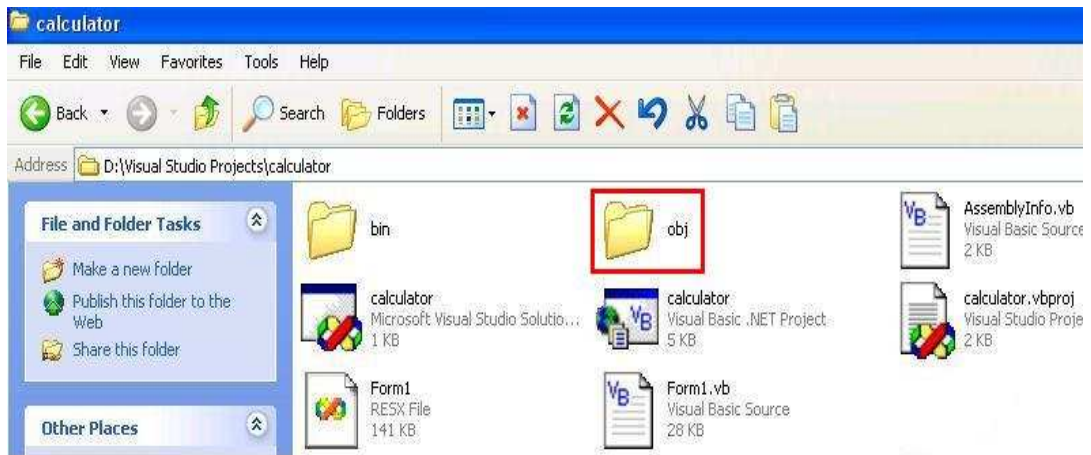 calculator
File Edit View Favorites Tools Help
Back Search Folders
Address D:\Visual Studio Projects\calculator
File and Folder Tasks
Make a new folder
Publish this folder to the
Web
Share this folder
Other Places
bin
obj
AssemblyInfo.vb
Visual Basic Source
2 KB
calculator
Microsoft Visual Studio Solutio...
1 KB
calculator
Visual Basic .NET Project
5 KB
calculator.vbproj
Visual Studio Proje
2 KB
Form1
RESX File
141 KB
Form1.vb
Visual Basic Source
28 KB